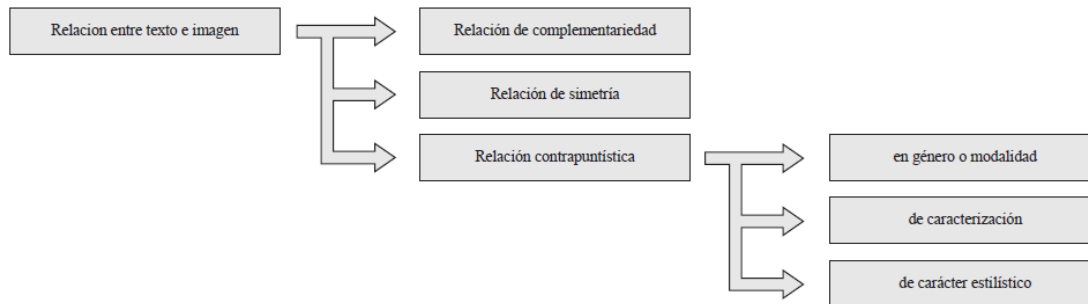 Relacion entre texto e imagen
Relación de complementariedad
Relación de simetría
Relación contrapuntística
en género o modalidad
de caracterización
de carácter estilístico